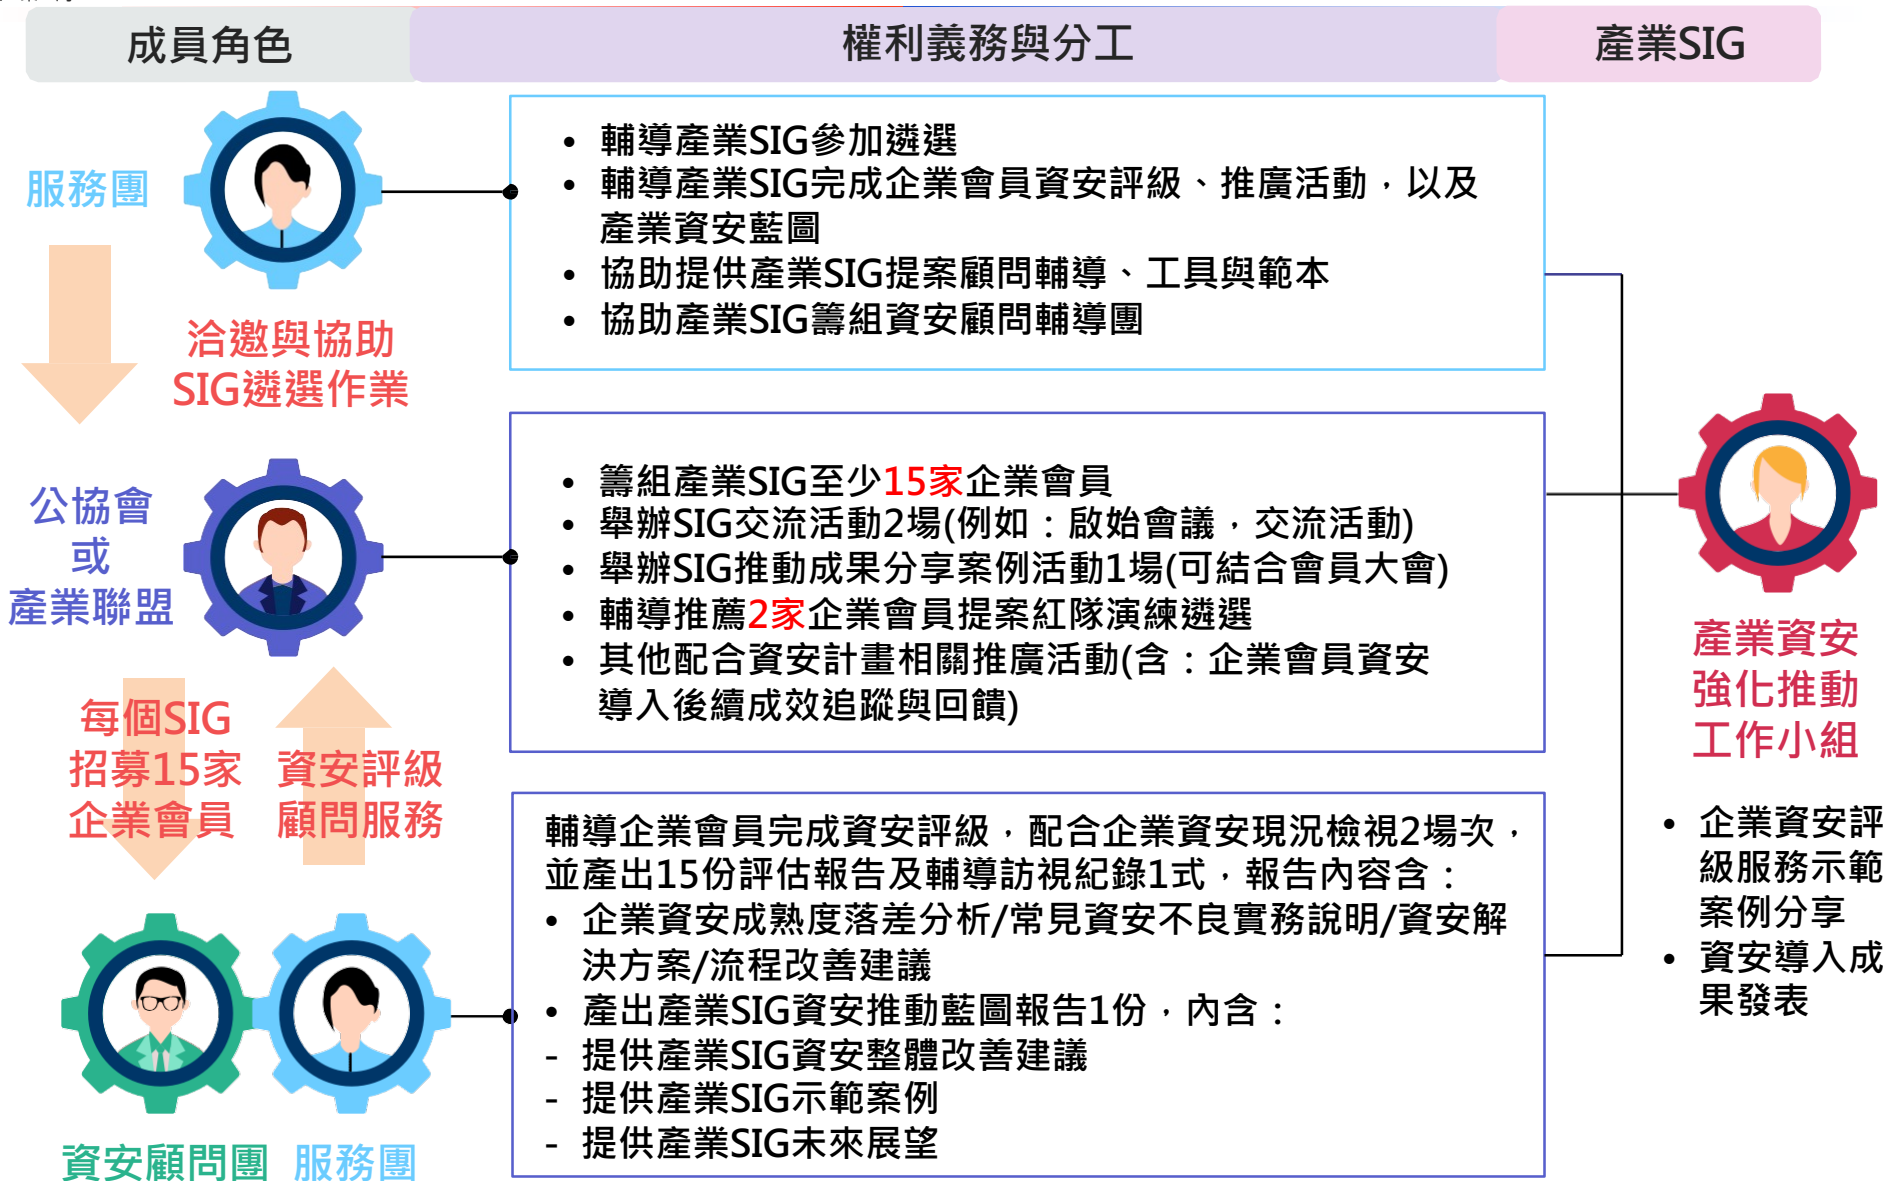 成員角色
權利義務與分工
產業SIG
服務團
洽邀與協助
SIG遴選作業
• 輔導產業SIG參加遴選
• 輔導產業SIG完成企業會員資安評級、推廣活動，以及
產業資安藍圖
• 協助提供產業SIG提案顧問輔導、工具與範本
• 協助產業SIG籌組資安顧問輔導團
公協會
或
產業聯盟
• 籌組產業SIG至少15家企業會員
• 舉辦SIG交流活動2場(例如：啟始會議，交流活動)
• 舉辦SIG推動成果分享案例活動1場(可結合會員大會)
• 輔導推薦2家企業會員提案紅隊演練遴選
• 其他配合資安計畫相關推廣活動(含：企業會員資安
導入後續成效追蹤與回饋)
每個SIG
招募15家
企業會員
資安評級
顧問服務
資安顧問團
服務團
輔導企業會員完成資安評級，配合企業資安現況檢視2場次，
並產出15份評估報告及輔導訪視紀錄1式，報告內容含：
• 企業資安成熟度落差分析/常見資安不良實務說明/資安解
決方案/流程改善建議
• 產出產業SIG資安推動藍圖報告1份，內含：
- 提供產業SIG資安整體改善建議
- 提供產業SIG示範案例
- 提供產業SIG未來展望
產業資安
強化推動
工作小組
• 企業資安評
級服務示範
案例分享
• 資安導入成
果發表